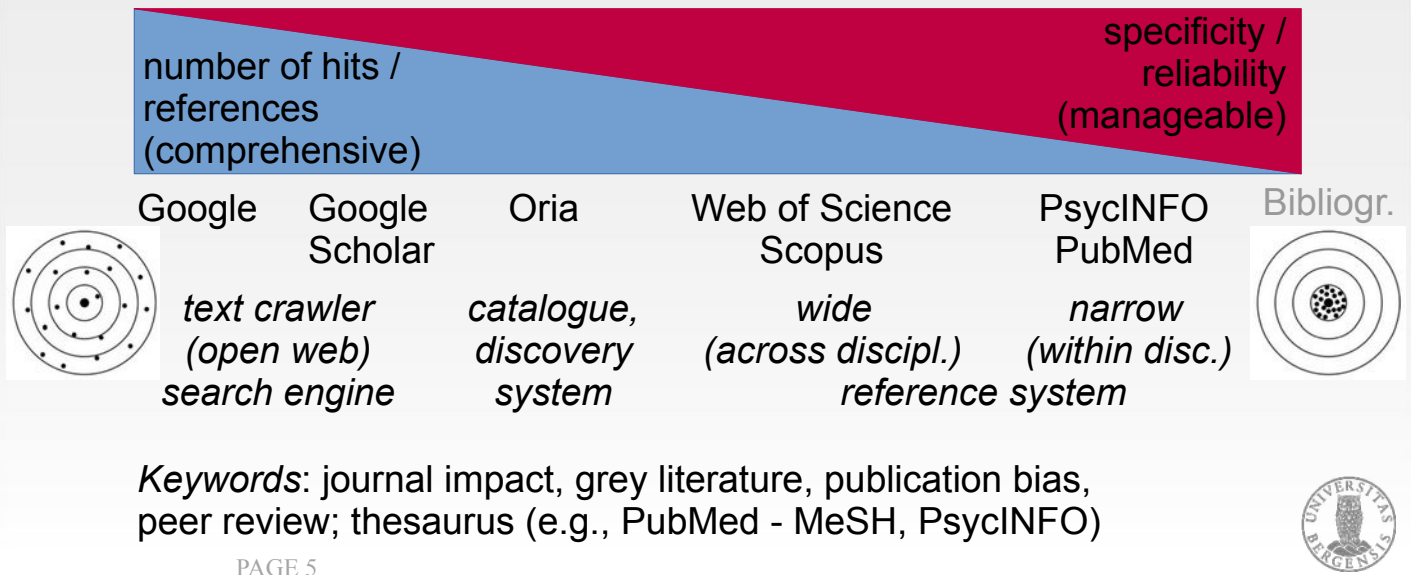 number of hits /
references
(comprehensive)
specificity /
reliability
(manageable)
Google
Google
Scholar
Oria
Web of Science
Scopus
PsycINFO
PubMed
Bibliogr.
text crawler
(open web)
search engine
catalogue,
discovery
system
wide
(across discipl.)
narrow
(within disc.)
reference system
Keywords: journal impact, grey literature, publication bias,
peer review; thesaurus (e.g., PubMed - MeSH, PsycINFO)
PAGE 5
UNIVERSITAS
BERGENSIS